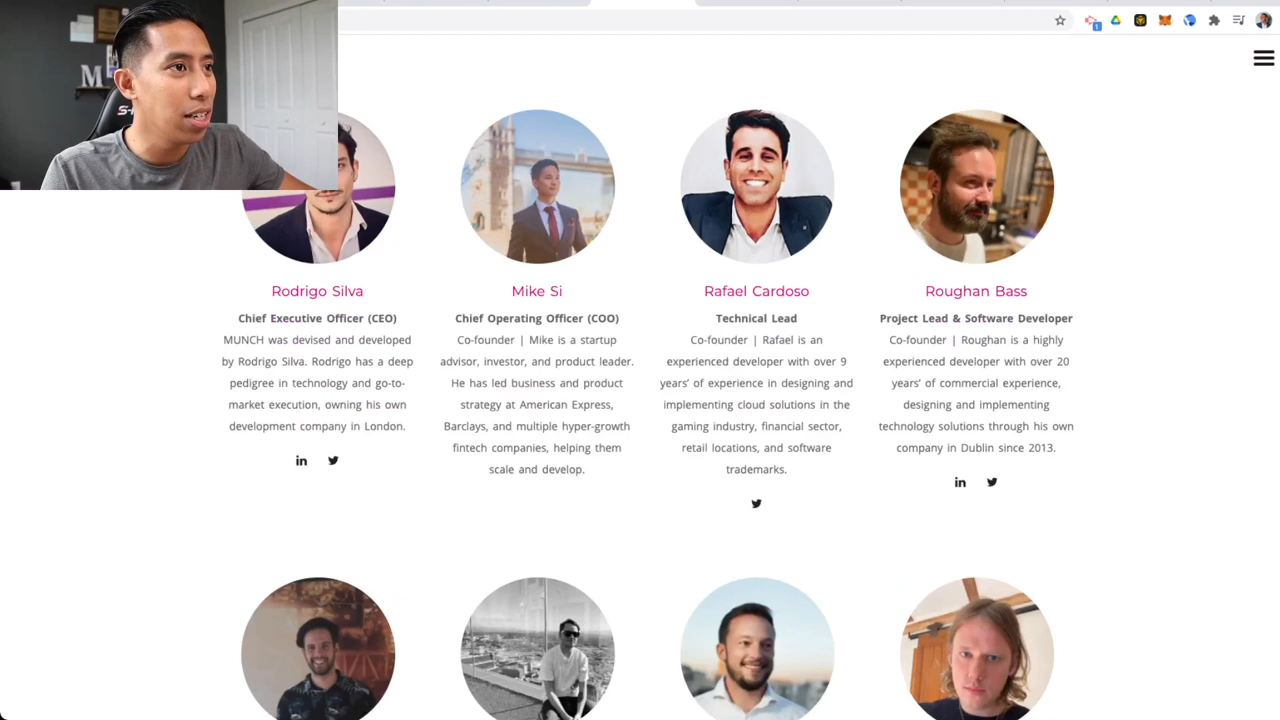 M
S
1
Rodrigo Silva
Chief Executive Officer (CEO)
MUNCH was devised and developed
by Rodrigo Silva. Rodrigo has a deep
pedigree in technology and go-to-
market execution, owning his own
development company in London.
in
Mike Si
Chief Operating Officer (COO)
Co-founder | Mike is a startup
advisor, investor, and product leader.
He has led business and product
strategy at American Express,
Barclays, and multiple hyper-growth
fintech companies, helping them
scale and develop.
Rafael Cardoso
Technical Lead
Co-founder | Rafael is an
experienced developer with over 9
years’ of experience in designing and
implementing cloud solutions in the
gaming industry, financial sector,
retail locations, and software
trademarks.
Roughan Bass
Project Lead & Software Developer
Co-founder | Roughan is a highly
experienced developer with over 20
years’ of commercial experience,
designing and implementing
technology solutions through his own
company in Dublin since 2013.
in